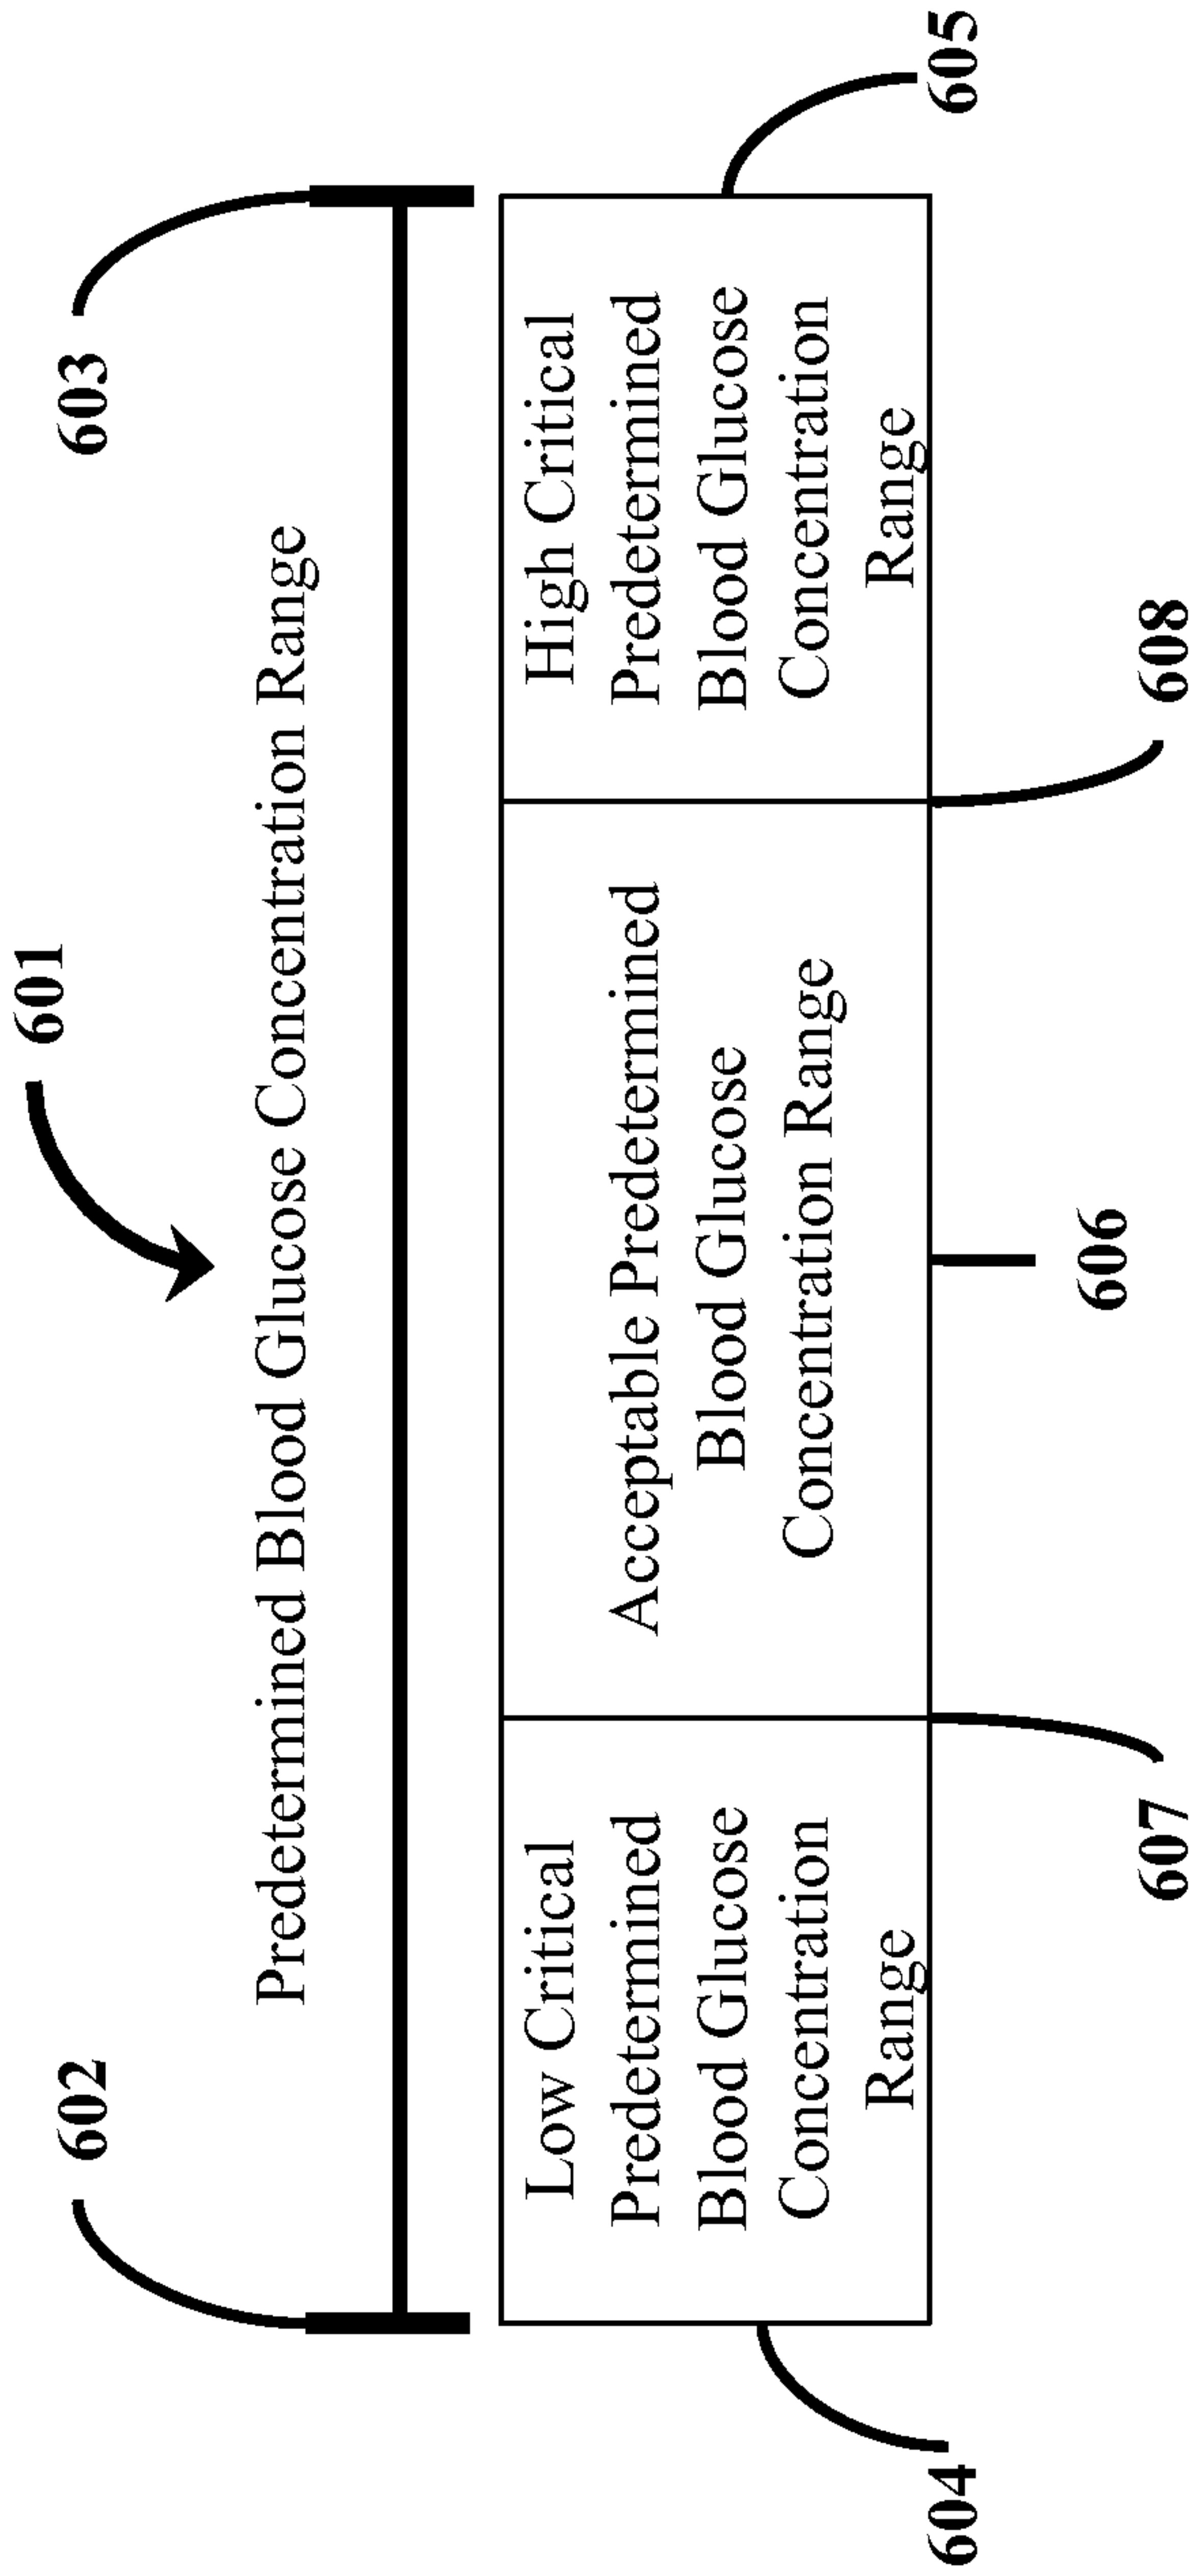 601
602
603
Predetermined Blood Glucose Concentration Range
Low Critical
Predetermined
Blood Glucose
Concentration
Range
Acceptable Predetermined
Blood Glucose
Concentration Range
High Critical
Predetermined
Blood Glucose
Concentration
Range
604
605
606
607
608